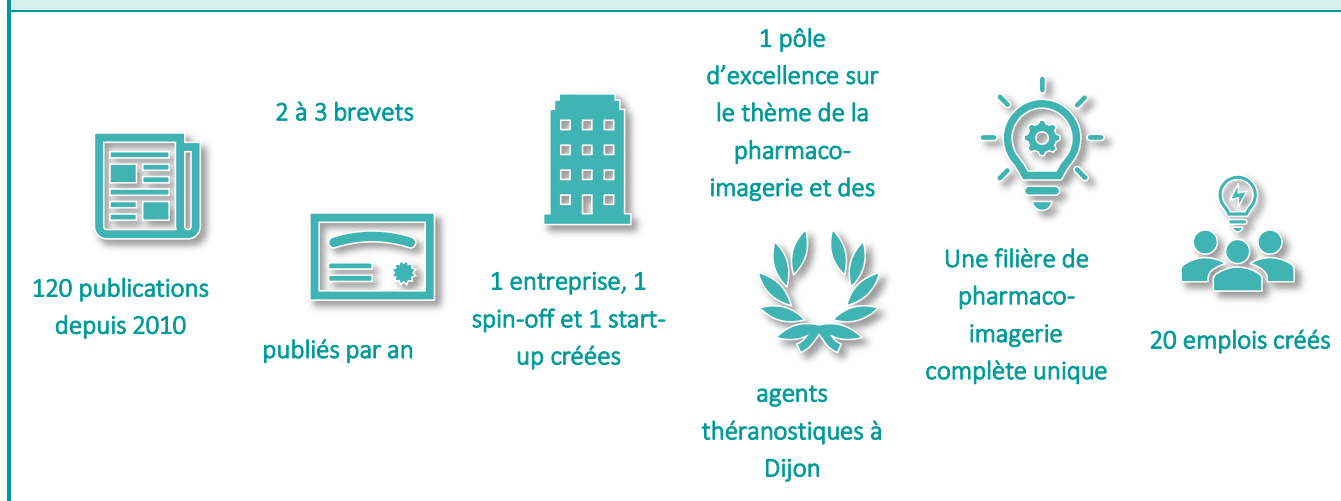 120 publications
depuis 2010
2 à 3 brevets
publiés par an
1 entreprise, 1
spin-off et 1 start-
up créées
1 pôle
d’excellence sur
le thème de la
pharmaco-
imagerie et des
agents
théranostiques à
Dijon
Une filière de
pharmaco-
imagerie
complète unique
20 emplois créés